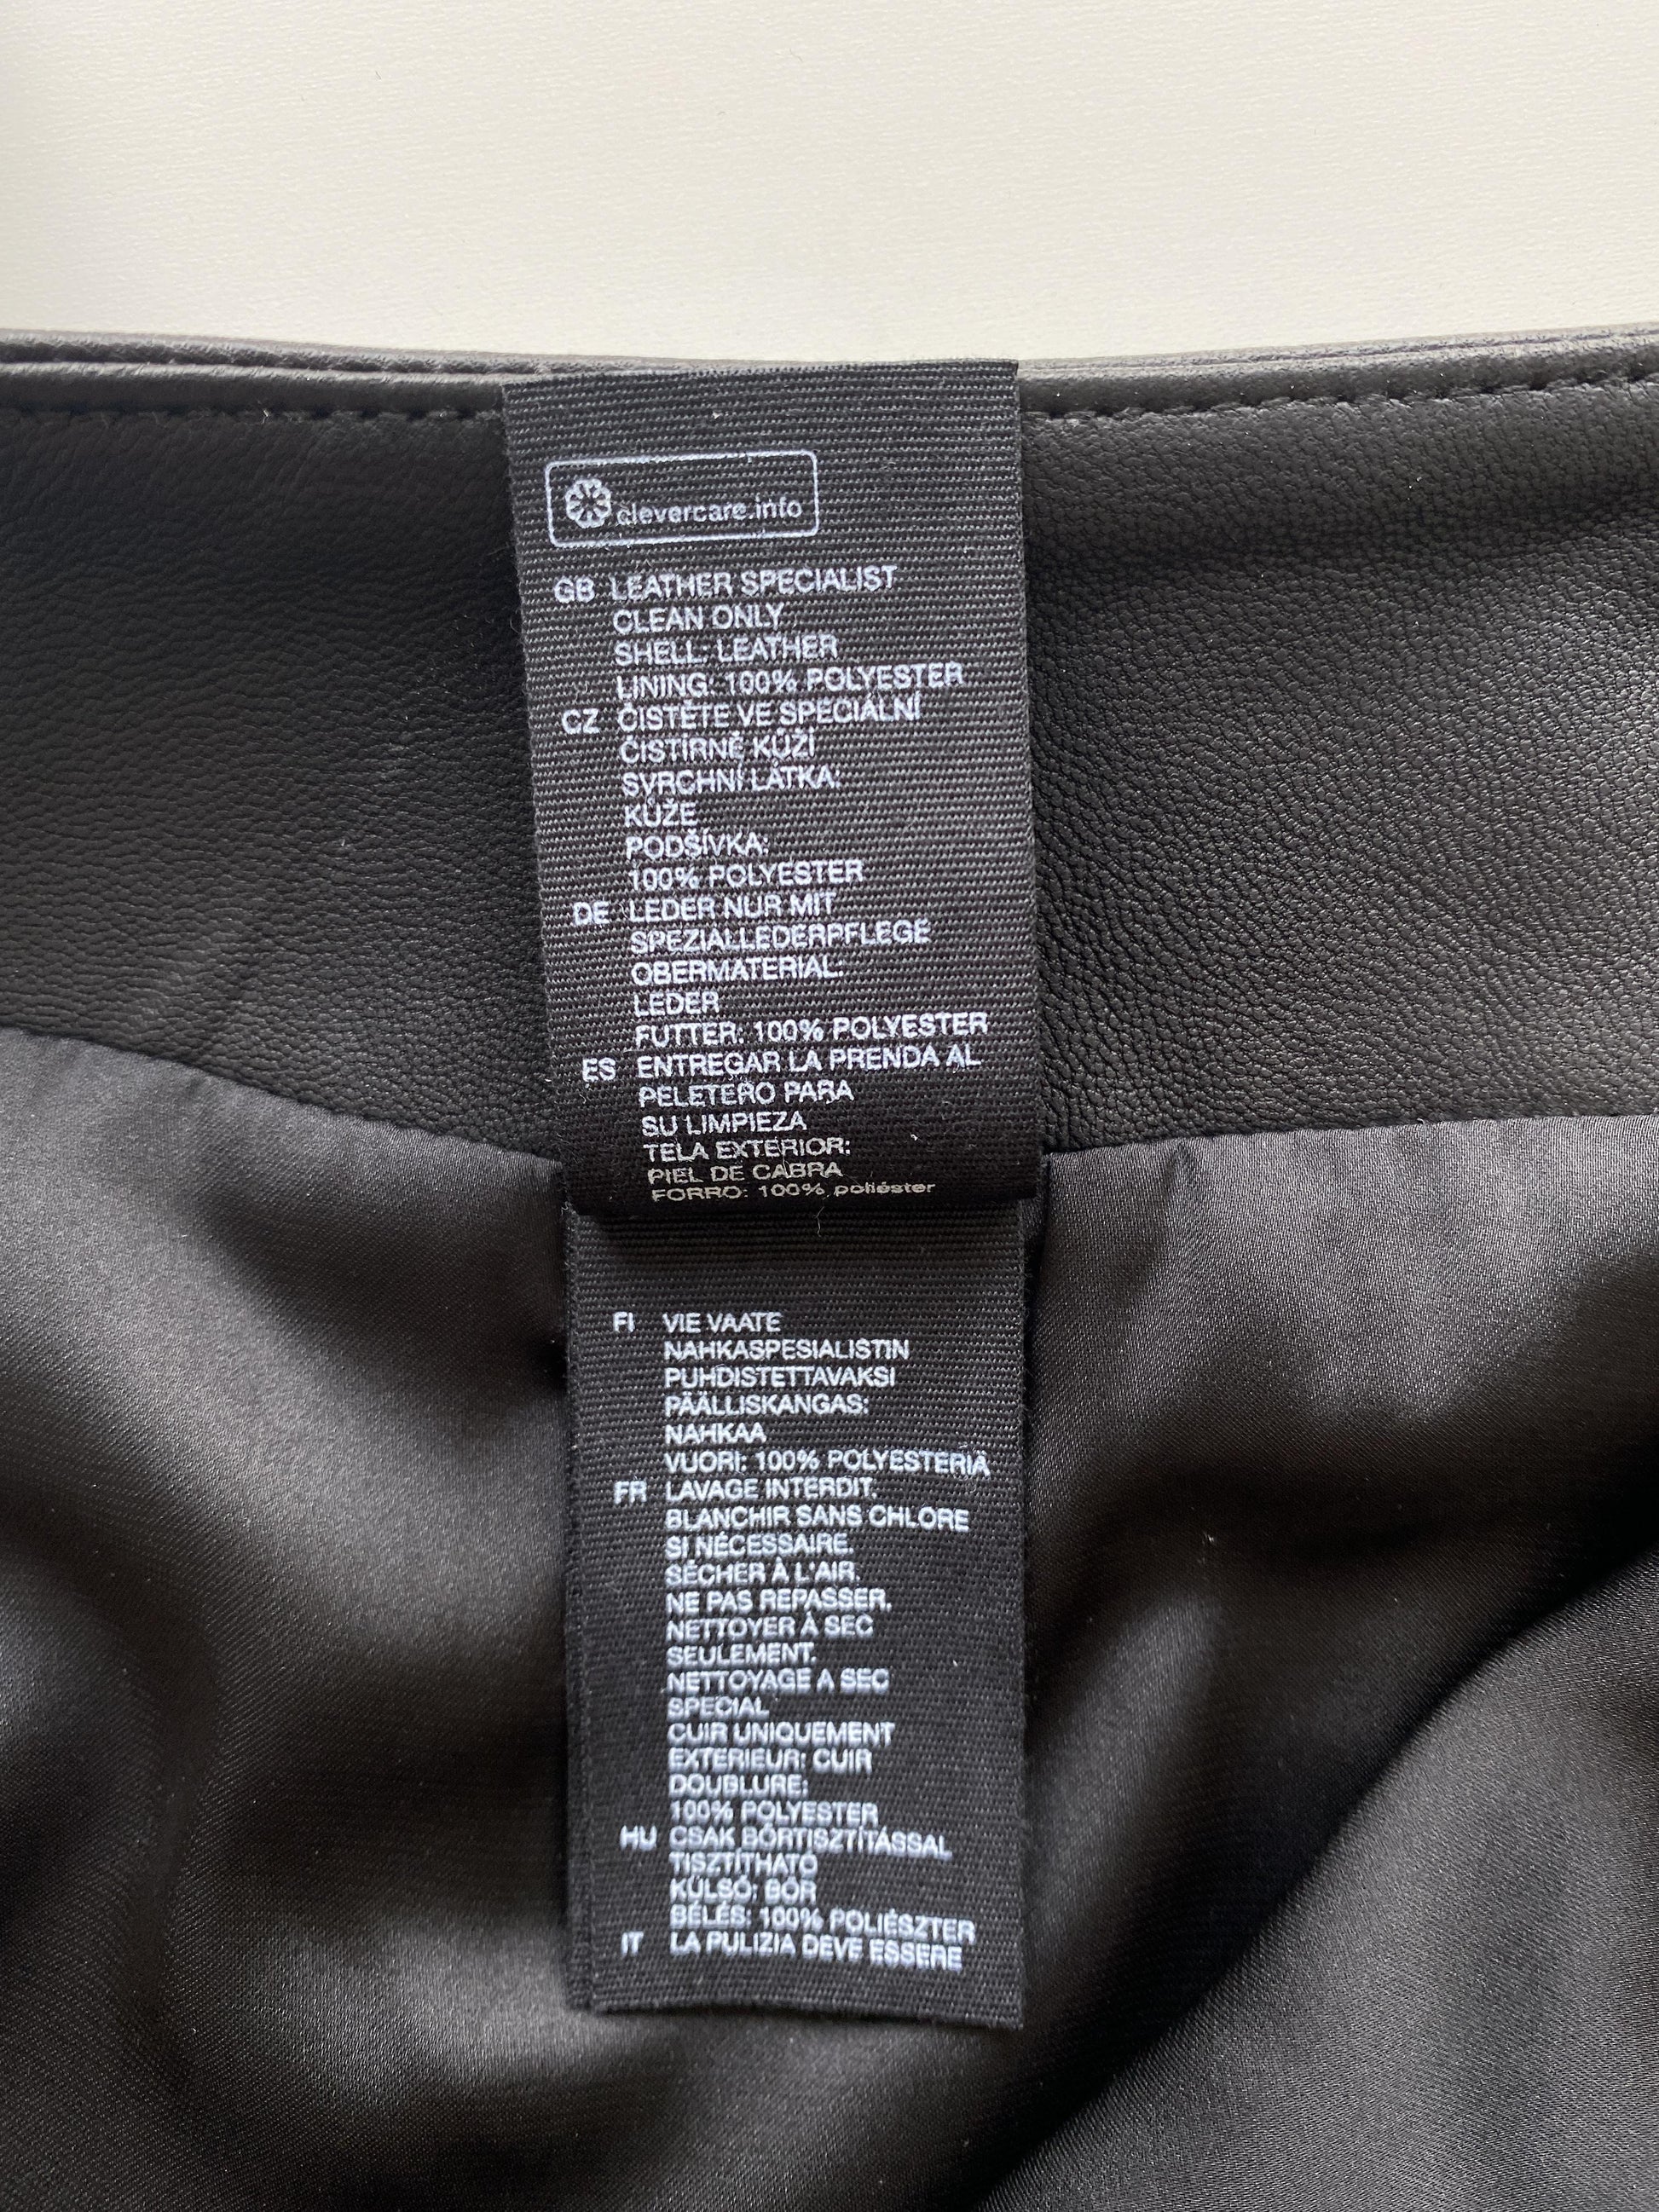 clevercare.info
GB LEATHER SPECIALIST
CLEAN ONLY
SHELL: LEATHER
LINING: 100% POLYESTER
CZ ČISTĚTE VE SPECIÁLNÍ
ČISTÍRNĚ KŮŽÍ
SVRCHNÍ LÁTKA:
KŮŽE
PODŠÍVKA:
100% POLYESTER
DE LEDER NUR MIT
SPEZIALLEDERPFLEGE
OBERMATERIAL:
LEDER
FUTTER: 100% POLYESTER
ES ENTREGAR LA PRENDA AL
PELETERO PARA
SU LIMPIEZA
TELA EXTERIOR:
PIEL DE CABRA
FORRO: 100% poliéster
FI VIE VAATE
NAHKASPESIALISTIN
PUHDISTETTAVAKSI
PÄÄLLISKANGAS:
NAHKAA
VUORI: 100% POLYESTERIÄ
FR LAVAGE INTERDIT.
BLANCHIR SANS CHLORE
SI NÉCESSAIRE.
SÉCHER À L'AIR.
NE PAS REPASSER.
NETTOYER À SEC
SEULEMENT.
NETTOYAGE A SEC
SPECIAL
CUIR UNIQUEMENT
EXTERIEUR: CUIR
DOUBLURE:
100% POLYESTER
HU CSAK BŐRTISZTÍTÁSSAL
TISZTÍTHATÓ
KÜLSŐ: BŐR
BÉLÉS: 100% POLIÉSZTER
IT LA PULIZIA DEVE ESSERE